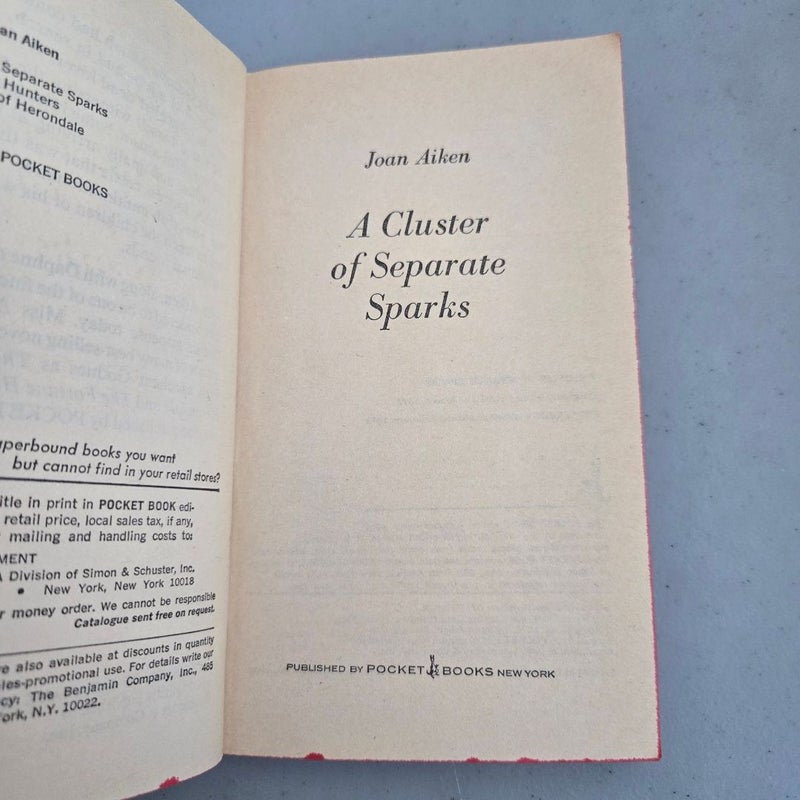 an Aiken
Separate Sparks
Hunters
of Herondale
POCKET BOOKS
perbound books you want
but cannot find in your retail stores?
itle in print in POCKET BOOK edi-
retail price, local sales tax, if any,
mailing and handling costs to:
MENT
A Division of Simon & Schuster, Inc.
• New York, New York 10018
r money order. We cannot be responsible
Catalogue sent free on request.
re also available at discounts in quantity
les-promotional use. For details write our
cy: The Benjamin Company, Inc., 485
ork, N.Y. 10022.
Joan Aiken
A Cluster
of Separate
Sparks
PUBLISHED BY POCKET BOOKS NEW YORK